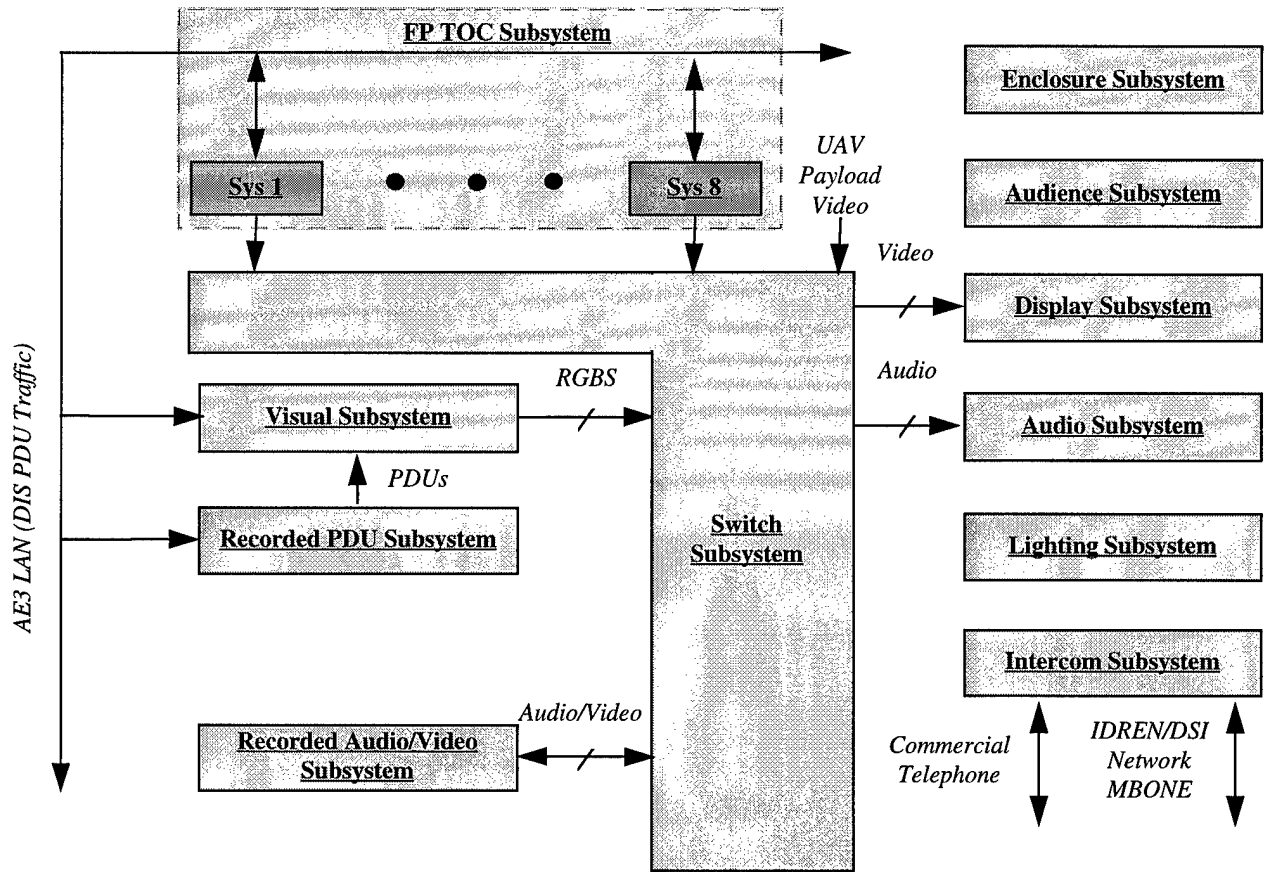 FP TOC Subsystem
Enclosure Subsystem
UAV
Payload
Video
Sys 1
Sys 8
Audience Subsystem
Video
Display Subsystem
RGBS
Audio
Visual Subsystem
Audio Subsystem
PDUs
AE3 LAN (DIS PDU Traffic)
Recorded PDU Subsystem
Switch
Subsystem
Lighting Subsystem
Intercom Subsystem
Audio/Video
Recorded Audio/Video
Subsystem
Commercial
Telephone
IDREN/DSI
Network
MBONE